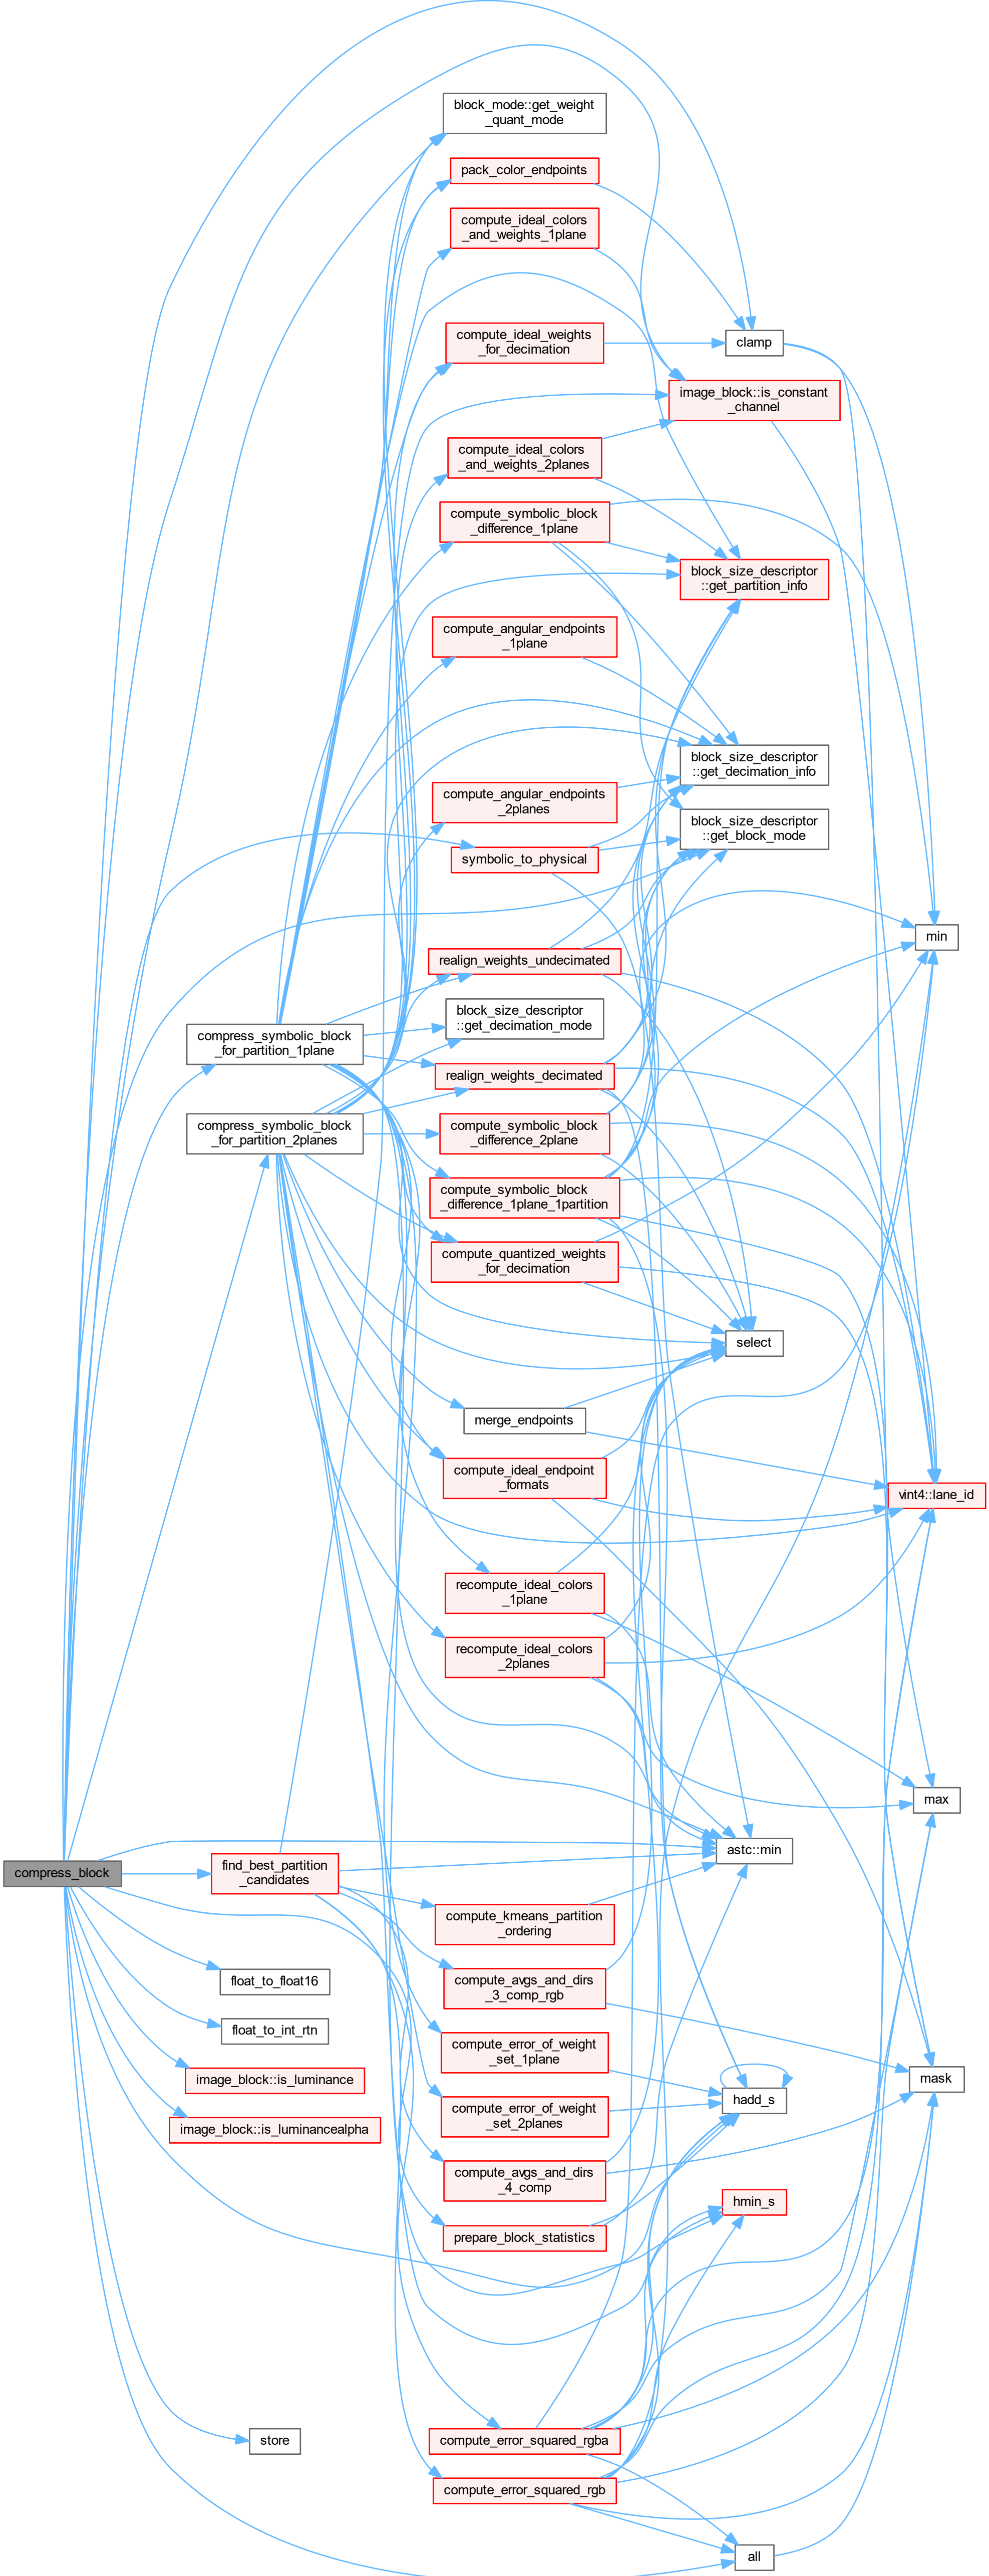 block_mode::get_weight
_quant_mode
pack_color_endpoints
compute_ideal_colors
_and_weights_1plane
compute_ideal_weights
_for_decimation
clamp
image_block::is_constant
_channel
compute_ideal_colors
_and_weights_2planes
compute_symbolic_block
_difference_1plane
block_size_descriptor
::get_partition_info
compute_angular_endpoints
_1plane
block_size_descriptor
::get_decimation_info
compute_angular_endpoints
_2planes
block_size_descriptor
::get_block_mode
symbolic_to_physical
min
realign_weights_undecimated
block_size_descriptor
::get_decimation_mode
compress_symbolic_block
_for_partition_1plane
realign_weights_decimated
compress_symbolic_block
_for_partition_2planes
compute_symbolic_block
_difference_2plane
compute_symbolic_block
_difference_1plane_1partition
compute_quantized_weights
_for_decimation
select
merge_endpoints
compute_ideal_endpoint
_formats
vint4::lane_id
recompute_ideal_colors
_1plane
recompute_ideal_colors
_2planes
max
astc::min
compress_block
find_best_partition
_candidates
compute_kmeans_partition
_ordering
float_to_float16
compute_avgs_and_dirs
_3_comp_rgb
float_to_int_rtn
compute_error_of_weight
_set_1plane
image_block::is_luminance
mask
hadd_s
compute_error_of_weight
_set_2planes
image_block::is_luminancealpha
compute_avgs_and_dirs
_4_comp
hmin_s
prepare_block_statistics
store
compute_error_squared_rgba
compute_error_squared_rgb
all